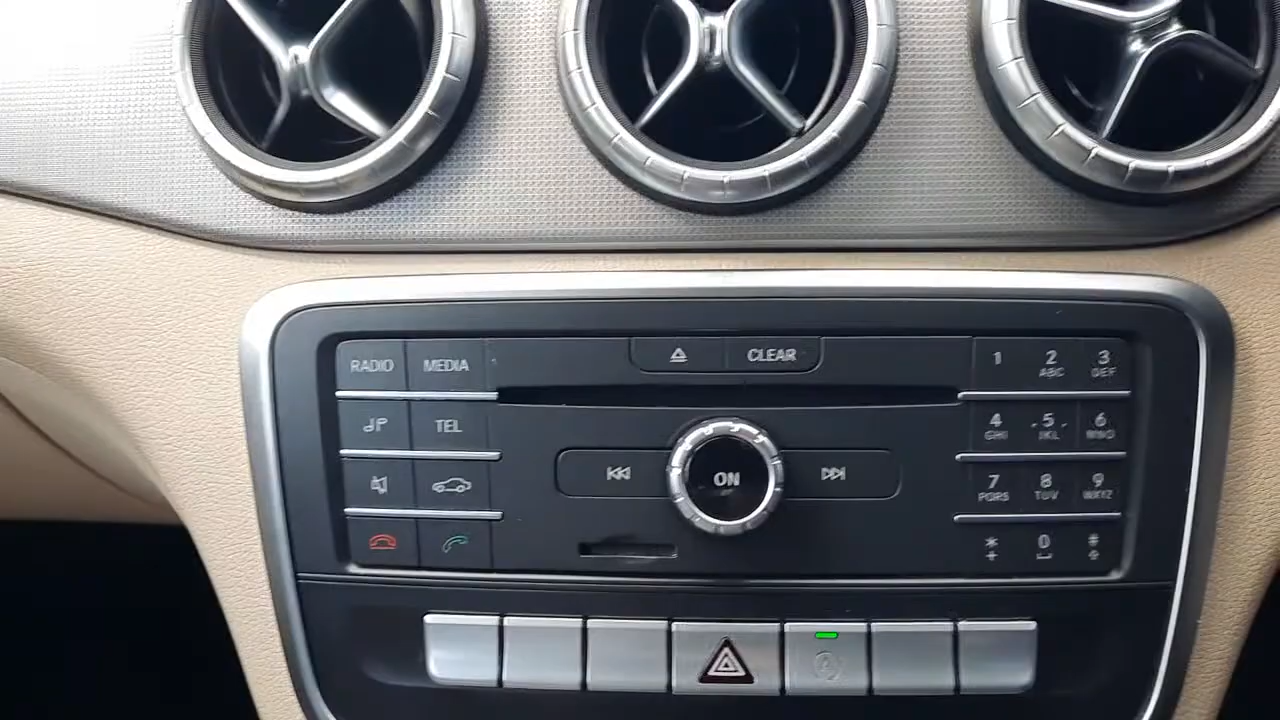 RADIO MEDIA CLEAR 1 2 3
ABC DEF
TEL 4 5 6
GHI JKL MNO
ON 7 8 9
PQRS TUV WXYZ
* 0 #
+
A